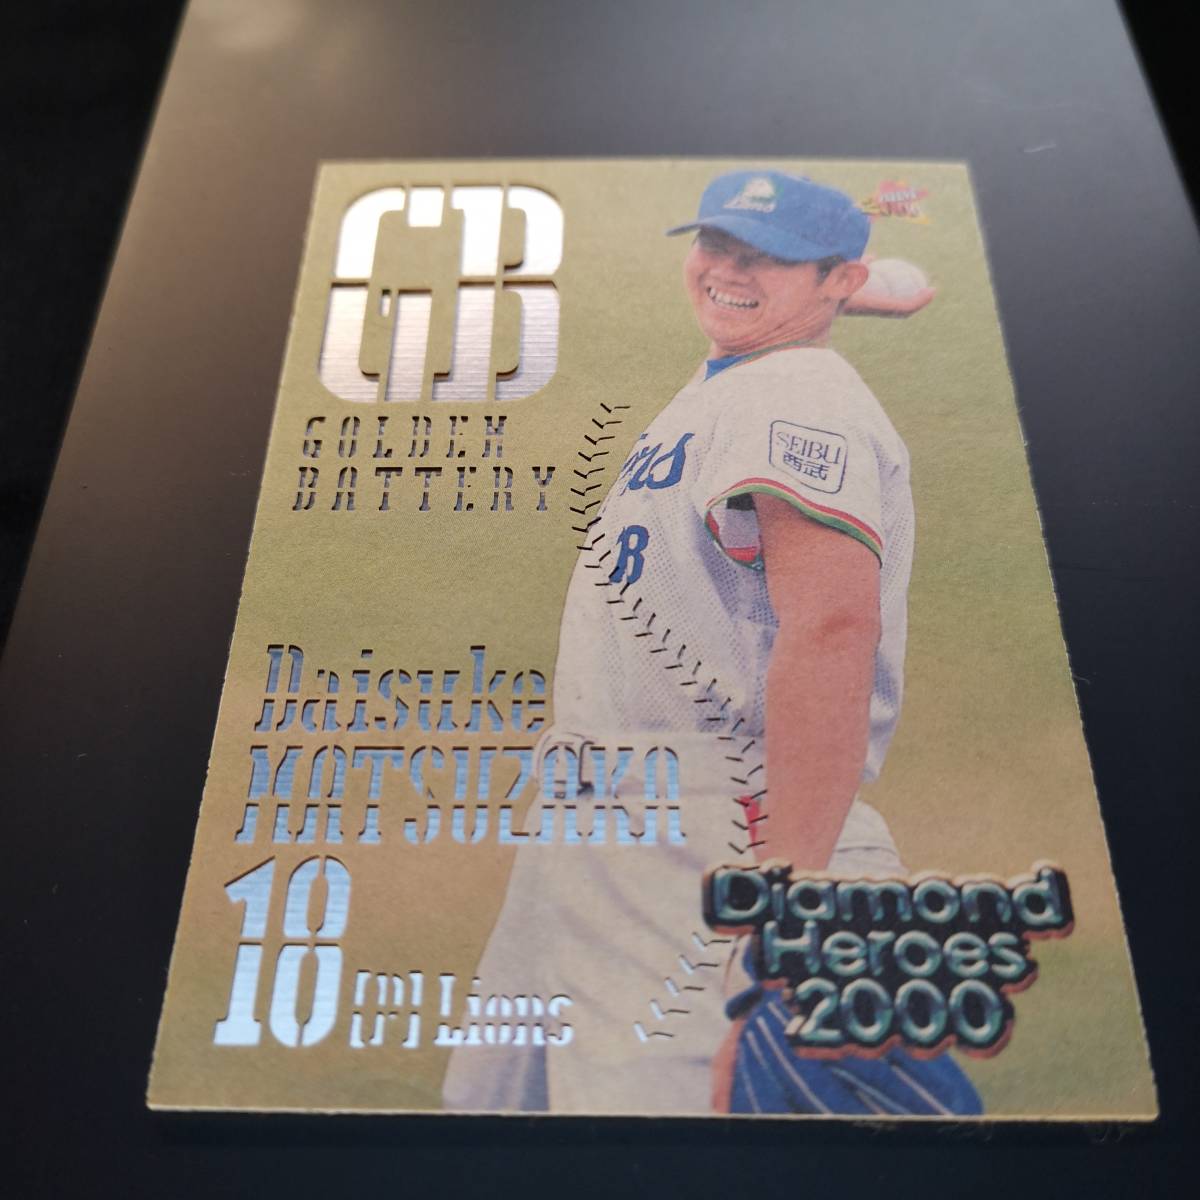 GB
GOLDEN
BATTERY
Lions
SEIBU
西武
Daisuke
MATSUZAKA
18 [P] Lions
Diamond
Heroes
2000